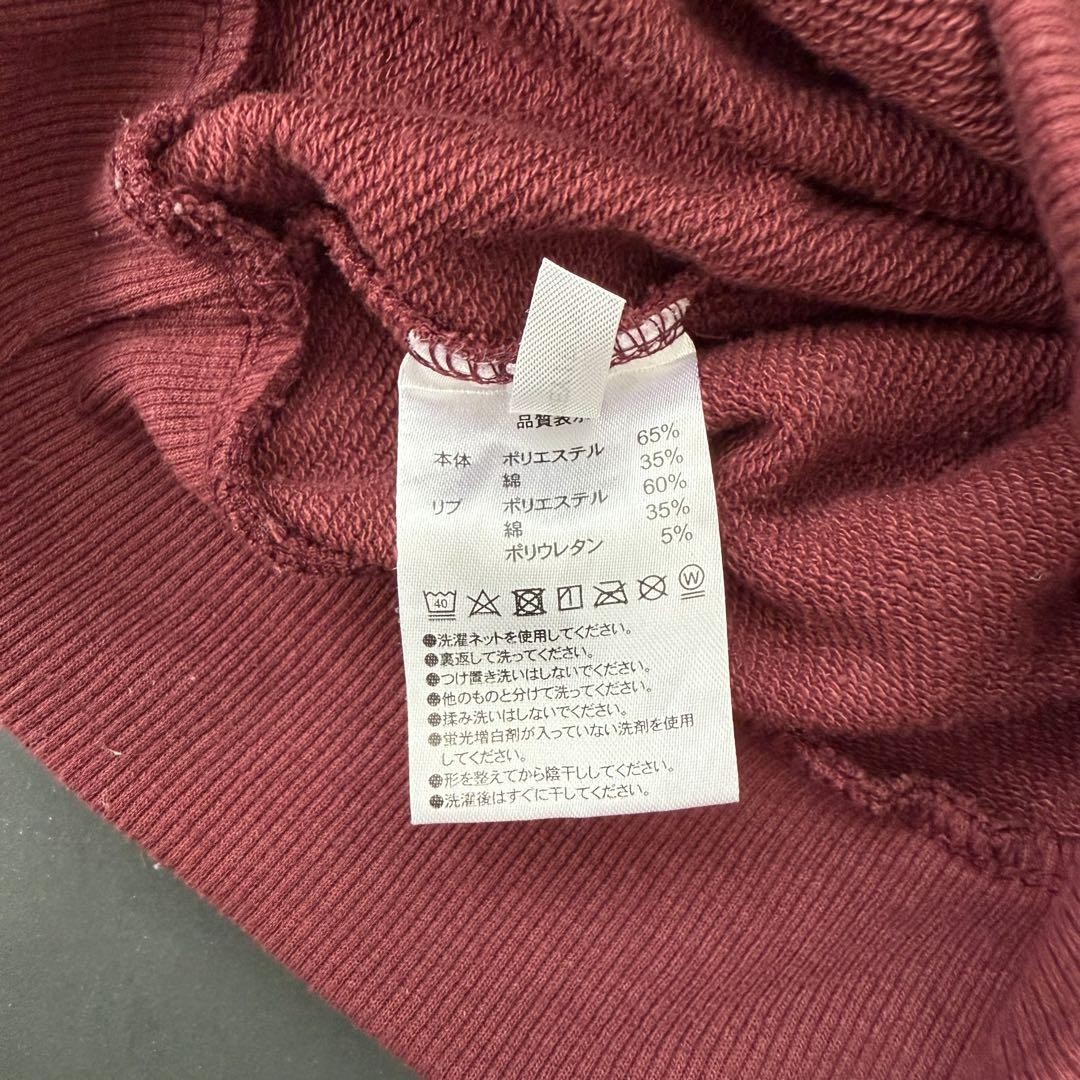 品質表示
本体 ポリエステル 65%
綿 35%
リブ ポリエステル 60%
綿 35%
ポリウレタン 5%
40 W
●洗濯ネットを使用してください。
●裏返して洗ってください。
●つけ置き洗いはしないでください。
●他のものと分けて洗ってください。
●揉み洗いはしないでください。
●蛍光増白剤が入っていない洗剤を使用
してください。
●形を整えてから陰干ししてください。
●洗濯後はすぐに干してください。